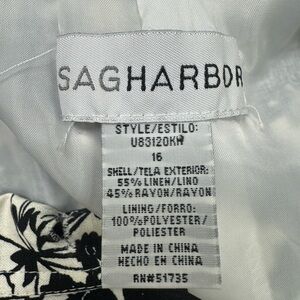 SAGHARBOR
STYLE/ESTILO:
U83120KW
16
SHELL/TELA EXTERIOR:
55% LINEN/LINO
45% RAYON/RAYON
LINING/FORRO:
100% POLYESTER/
POLIESTER
MADE IN CHINA
HECHO EN CHINA
RN#51735